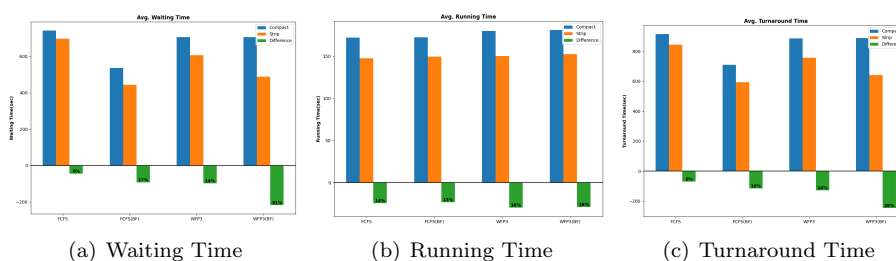 Avg. Waiting Time
Compact
Strip
Difference
Waiting Time(sec)
600
400
200
0
−200
6%
17%
14%
31%
FCFS
FCFS(BF)
WFP3
WFP3(BF)
(a) Waiting Time
Avg. Running Time
Compact
Strip
Difference
Running Time(sec)
150
100
50
0
14%
13%
16%
16%
FCFS
FCFS(BF)
WFP3
WFP3(BF)
(b) Running Time
Avg. Turnaround Time
Compact
Strip
Turnaround Time(sec)
800
600
400
200
0
−200
8%
16%
14%
28%
FCFS
FCFS(BF)
WFP3
WFP3(BF)
(c) Turnaround Time